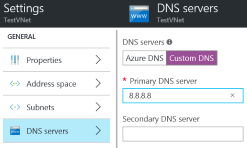 Settings
TestVNet
GENERAL
Properties
Address space
Subnets
DNS servers
WWW
DNS servers
TestVNet
DNS servers
Azure DNS
Custom DNS
* Primary DNS server
8.8.8.8
Secondary DNS server